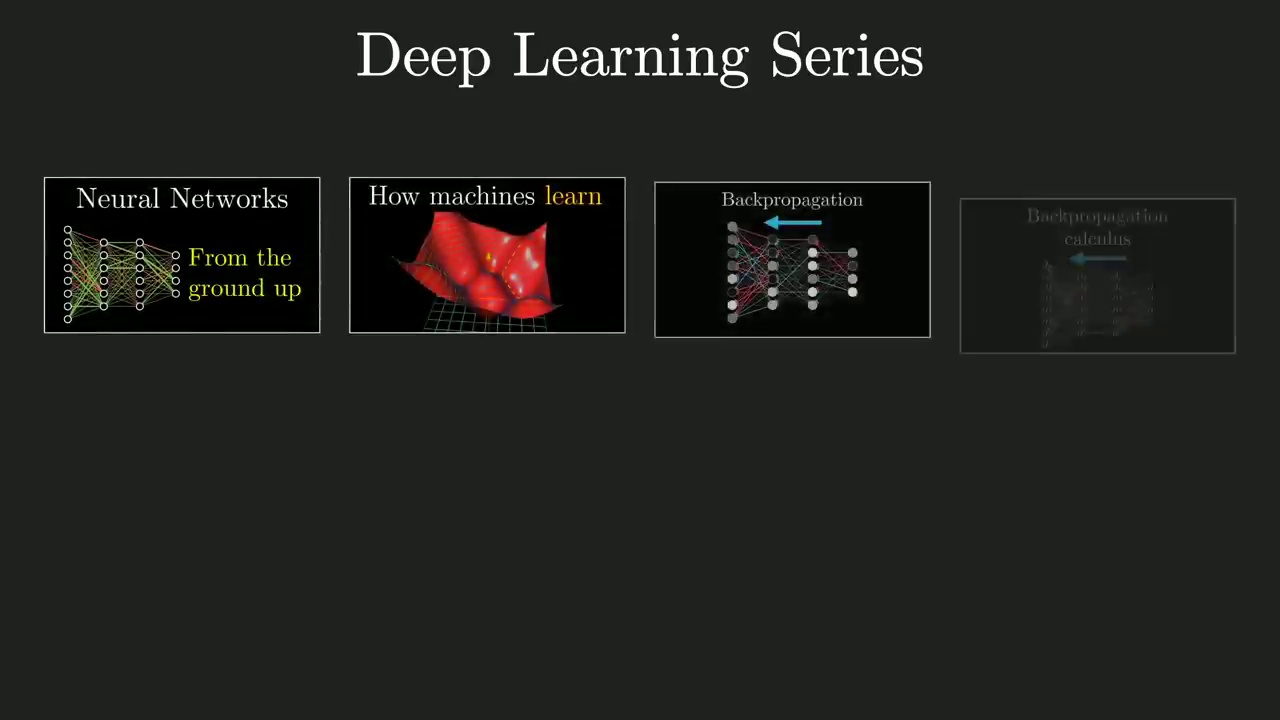 Deep Learning Series
Neural Networks
From the
ground up
How machines learn
Backpropagation
Backpropagation
calculus